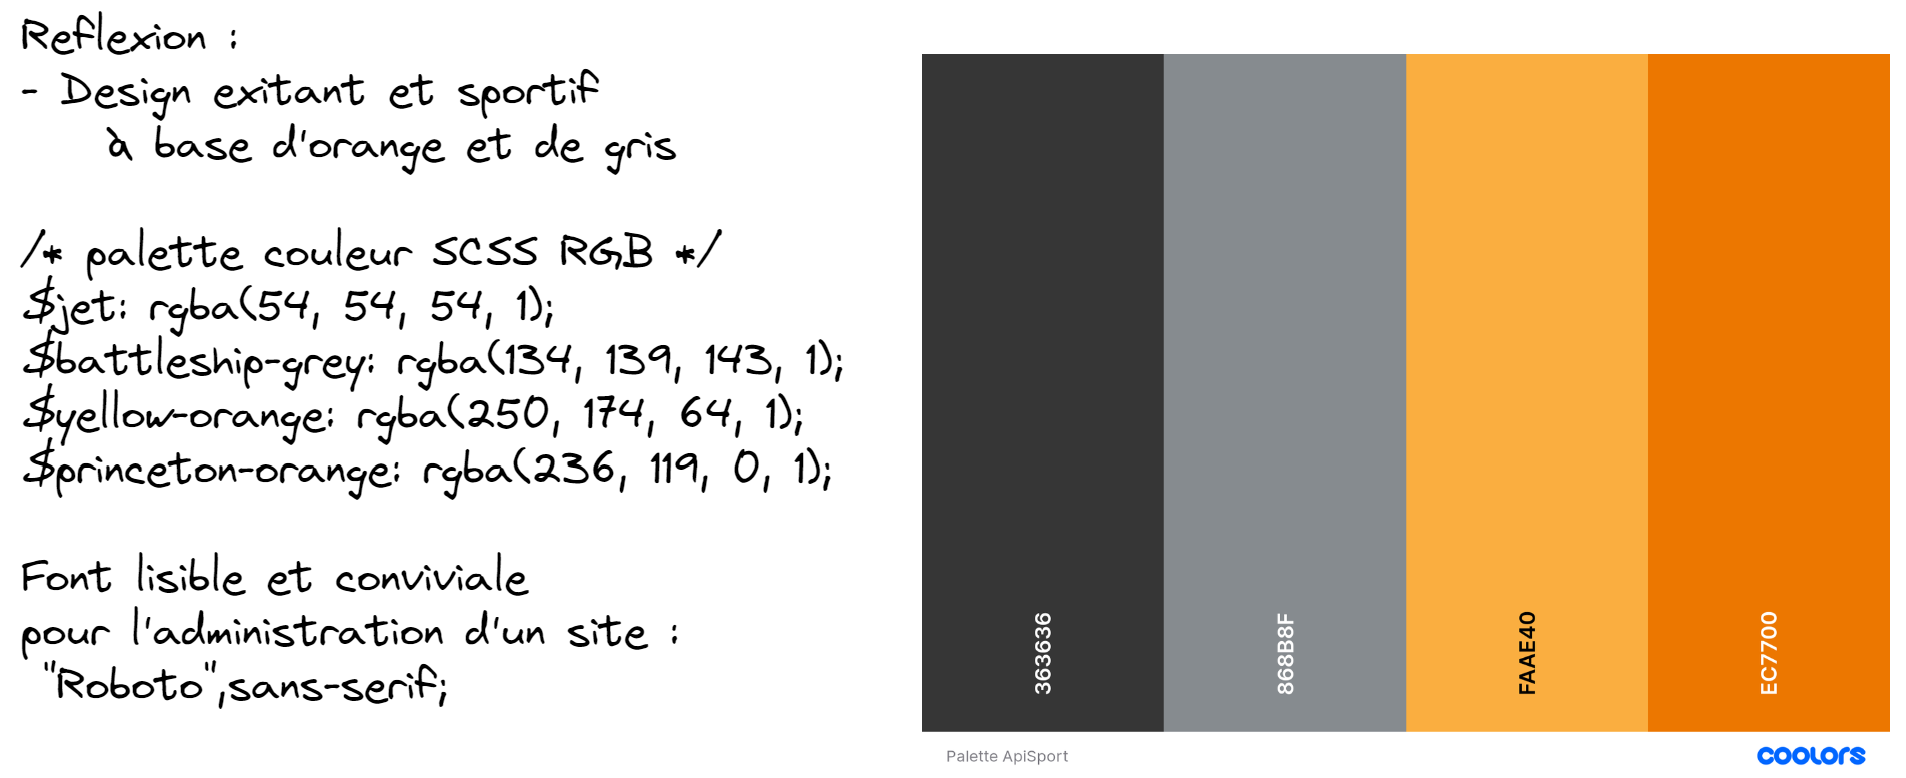 Reflexion :
- Design exitant et sportif
à base d'orange et de gris
/* palette couleur SCSS RGB */
$jet: rgba(54, 54, 54, 1);
$battleship-grey: rgba(134, 139, 143, 1);
$yellow-orange: rgba(250, 174, 64, 1);
$princeton-orange: rgba(236, 119, 0, 1);
Font lisible et conviviale
pour l'administration d'un site :
"Roboto",sans-serif;
363636
868B8F
FAAE40
EC7700
Palette ApiSport
coolors